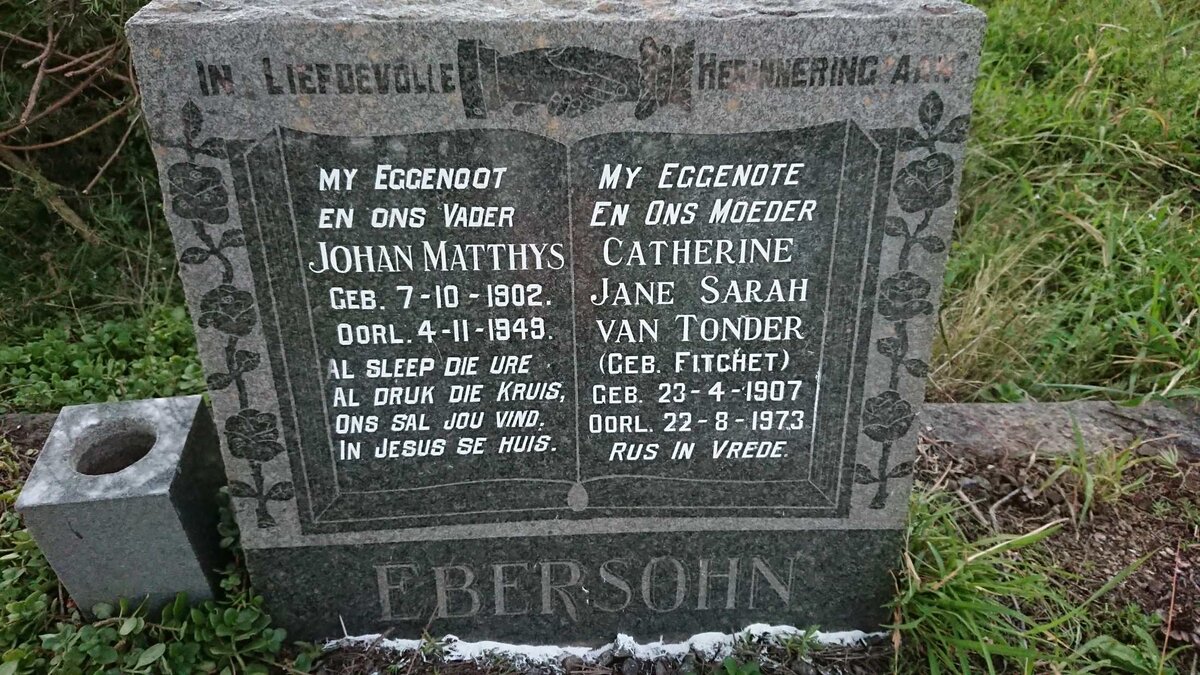 IN LIEFDEVOLLE HERINNERING AAN
MY EGGENOOT
EN ONS VADER
JOHAN MATTHYS
GEB. 7-10-1902.
OORL. 4-11-1949.
AL SLEEP DIE URE
AL DRUK DIE KRUIS,
ONS SAL JOU VIND.
IN JESUS SE HUIS.
MY EGGENOTE
EN ONS MOEDER
CATHERINE
JANE SARAH
VAN TONDER
(GEB. FITCHET)
GEB. 23-4-1907
OORL. 22-8-1973
RUS IN VREDE.
EBERSOHN